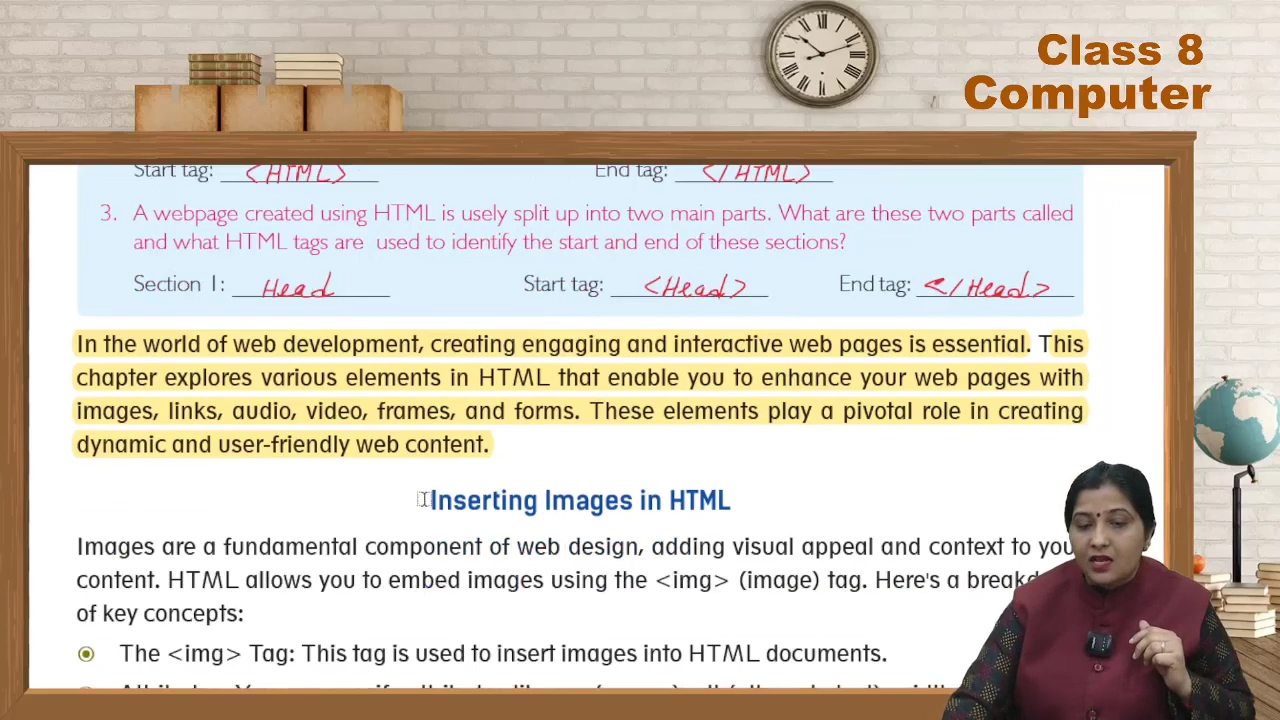 Class 8
Computer
Start tag: <HTML> End tag: </HTML>
3. A webpage created using HTML is usely split up into two main parts. What are these two parts called
and what HTML tags are used to identify the start and end of these sections?
Section 1: Head Start tag: <Head> End tag: </Head>
In the world of web development, creating engaging and interactive web pages is essential. This
chapter explores various elements in HTML that enable you to enhance your web pages with
images, links, audio, video, frames, and forms. These elements play a pivotal role in creating
dynamic and user-friendly web content.
Inserting Images in HTML
Images are a fundamental component of web design, adding visual appeal and context to you
content. HTML allows you to embed images using the <img> (image) tag. Here's a
of key concepts:
The <img> Tag: This tag is used to insert images into HTML documents.